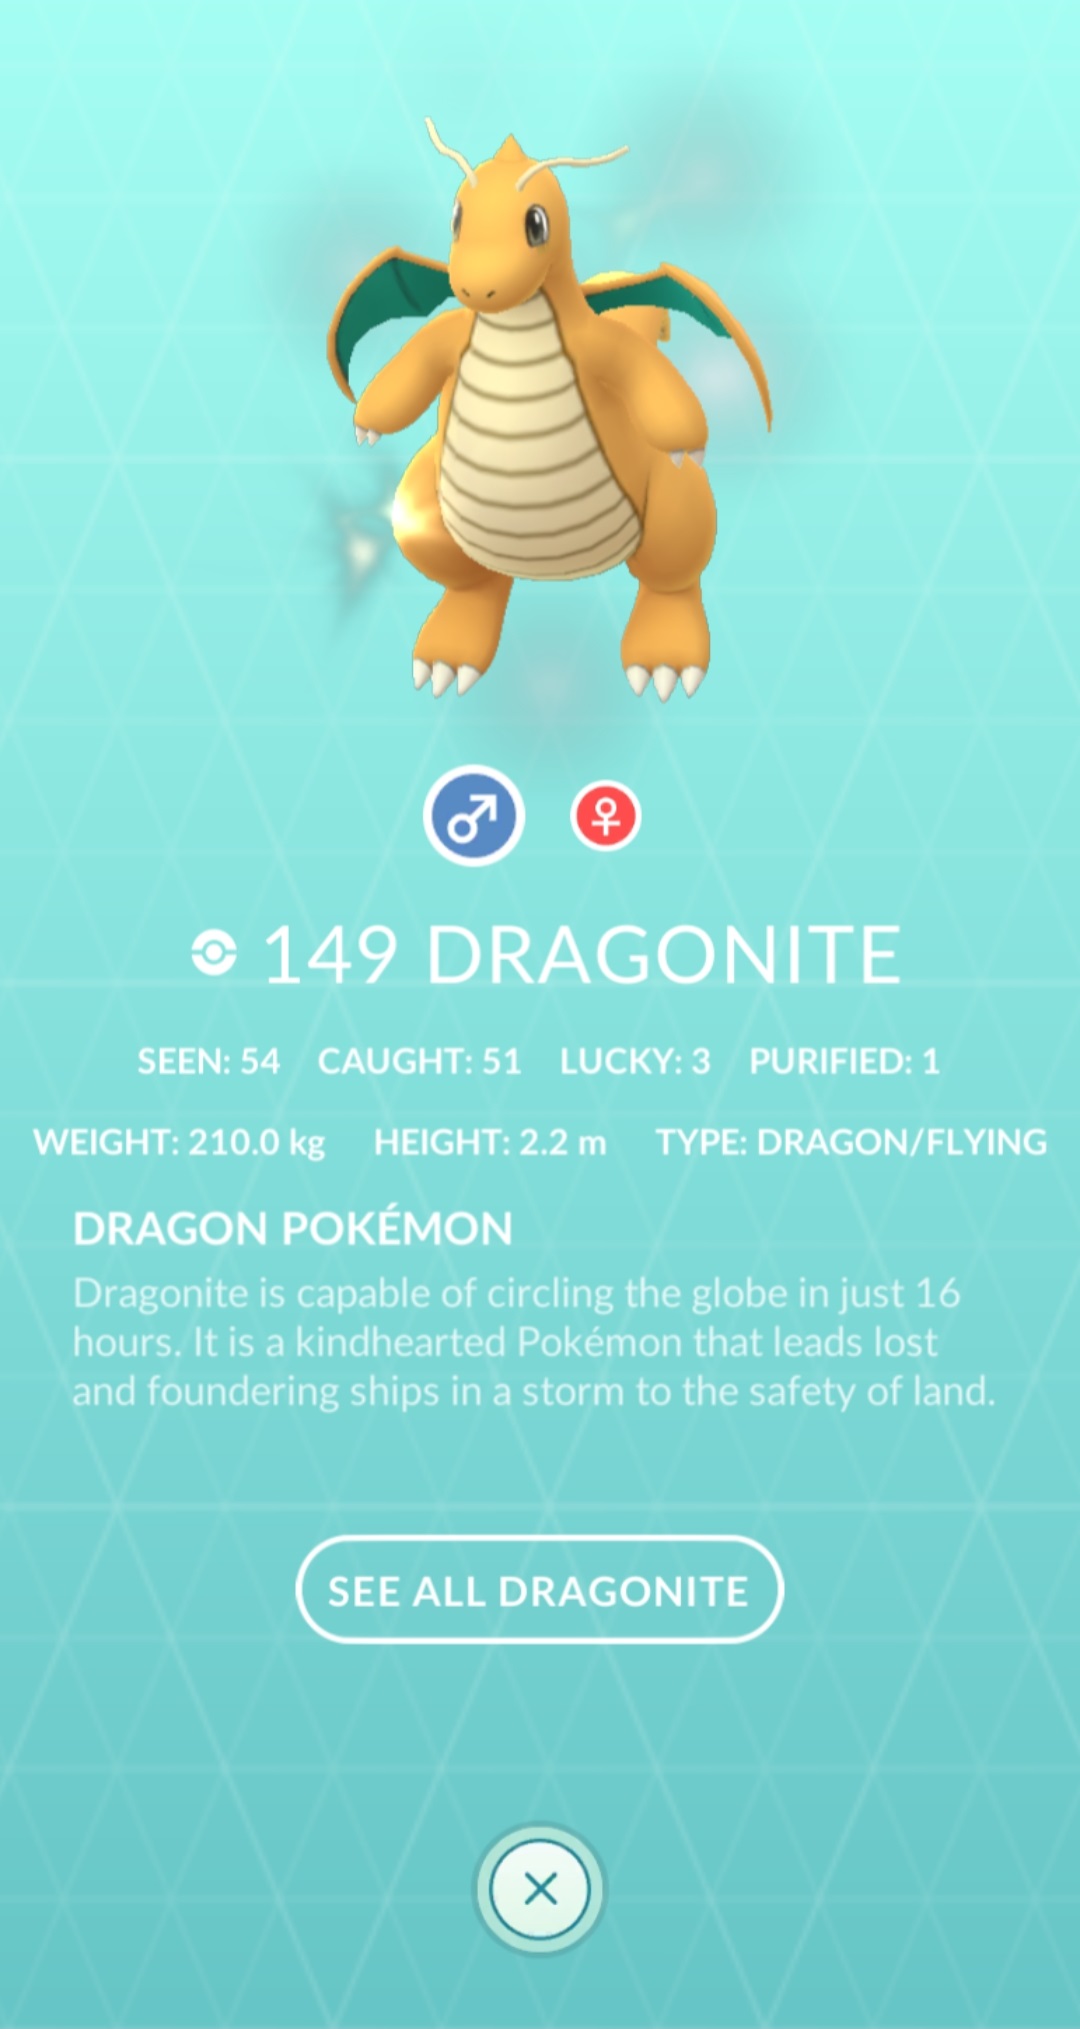 149 DRAGONITE
SEEN: 54 CAUGHT: 51 LUCKY: 3 PURIFIED: 1
WEIGHT: 210.0 kg HEIGHT: 2.2 m TYPE: DRAGON/FLYING
DRAGON POKÉMON
Dragonite is capable of circling the globe in just 16
hours. It is a kindhearted Pokémon that leads lost
and foundering ships in a storm to the safety of land.
SEE ALL DRAGONITE